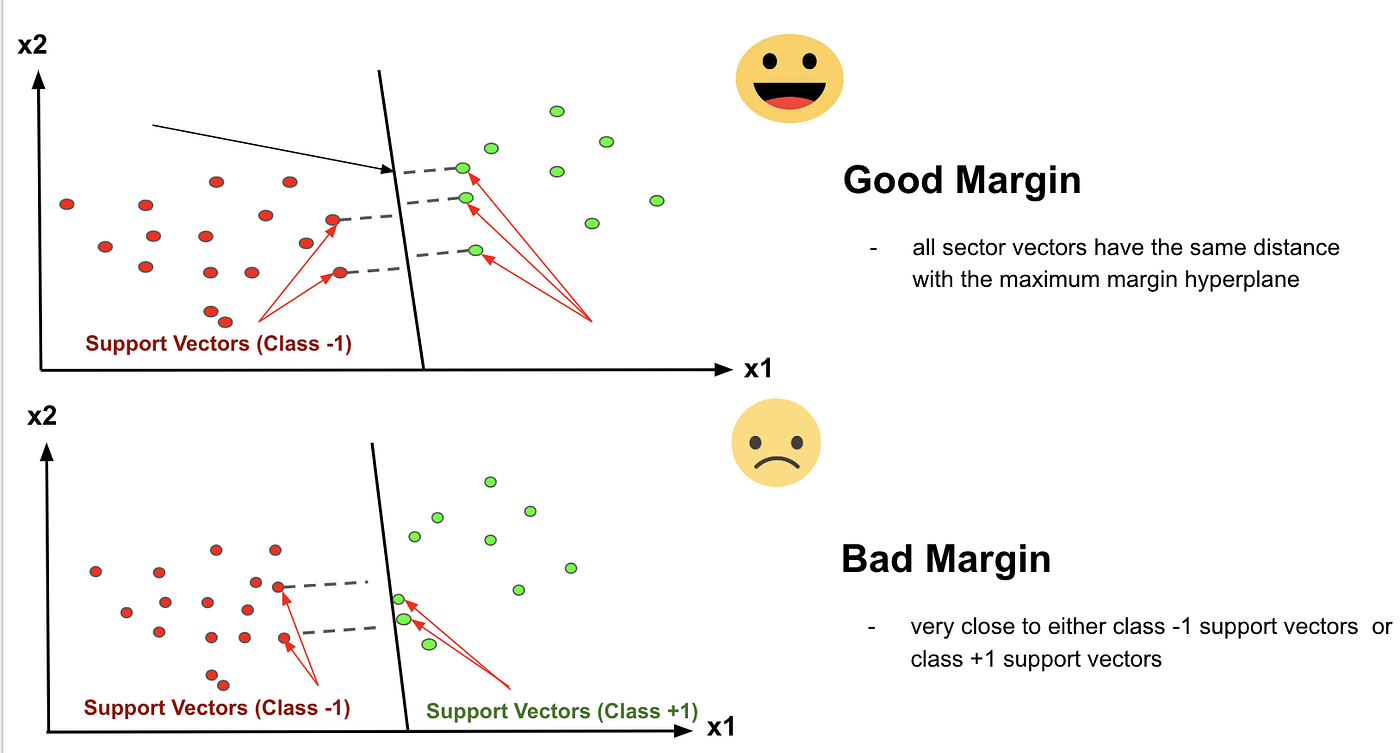 x2
Good Margin
- all sector vectors have the same distance
with the maximum margin hyperplane
Support Vectors (Class -1)
x1
x2
Bad Margin
- very close to either class -1 support vectors or
class +1 support vectors
Support Vectors (Class -1)
Support Vectors (Class +1)
x1